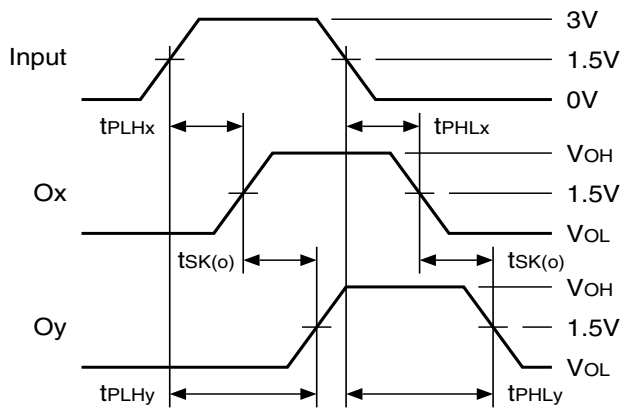 3V
Input
1.5V
0V
tPLHx
tPHLx
VOH
Ox
1.5V
VOL
tSK(o)
tSK(o)
VOH
Oy
1.5V
VOL
tPLHy
tPHLy